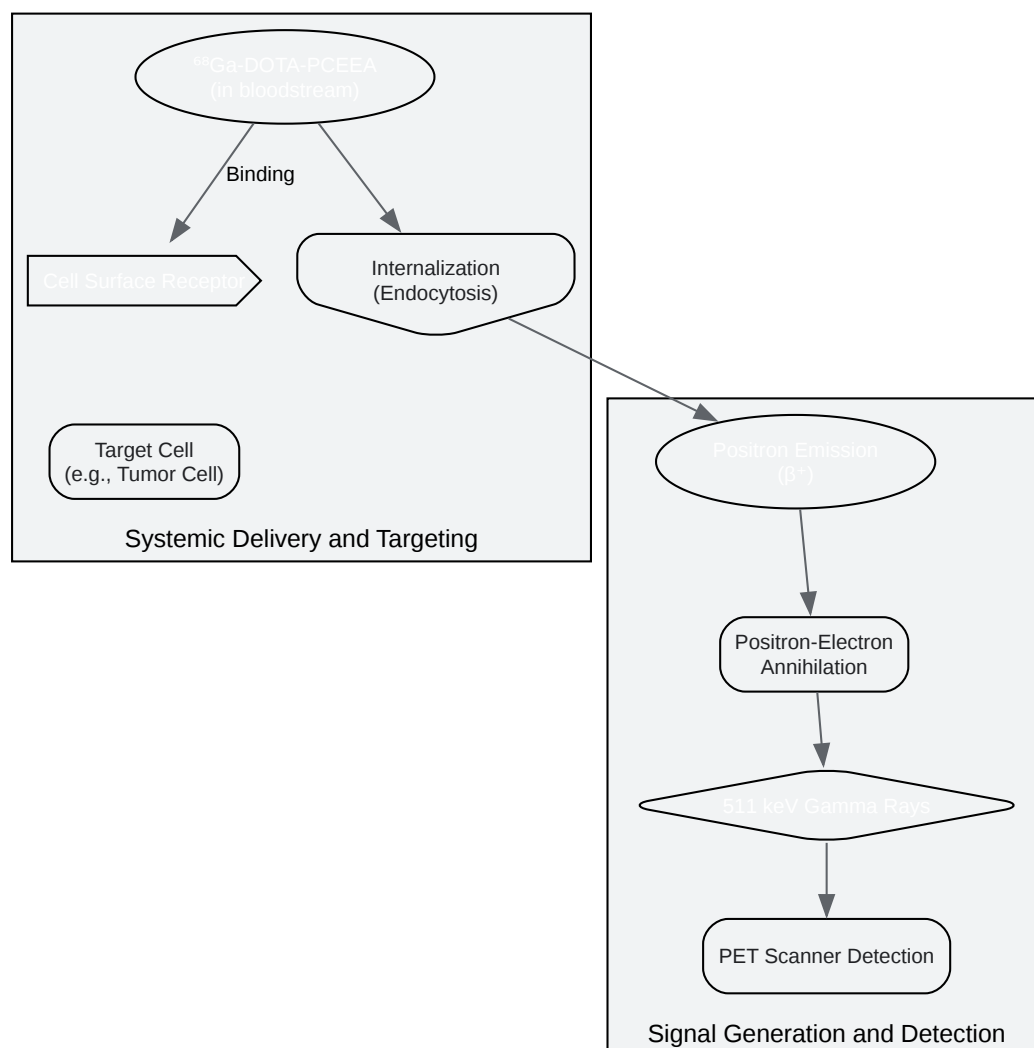 ⁶⁸Ga-DOTA-PCEEA
(in bloodstream)
Binding
Cell Surface Receptor
Internalization
(Endocytosis)
Target Cell
(e.g., Tumor Cell)
Systemic Delivery and Targeting
Positron Emission
(β⁺)
Positron-Electron
Annihilation
511 keV Gamma Rays
PET Scanner Detection
Signal Generation and Detection